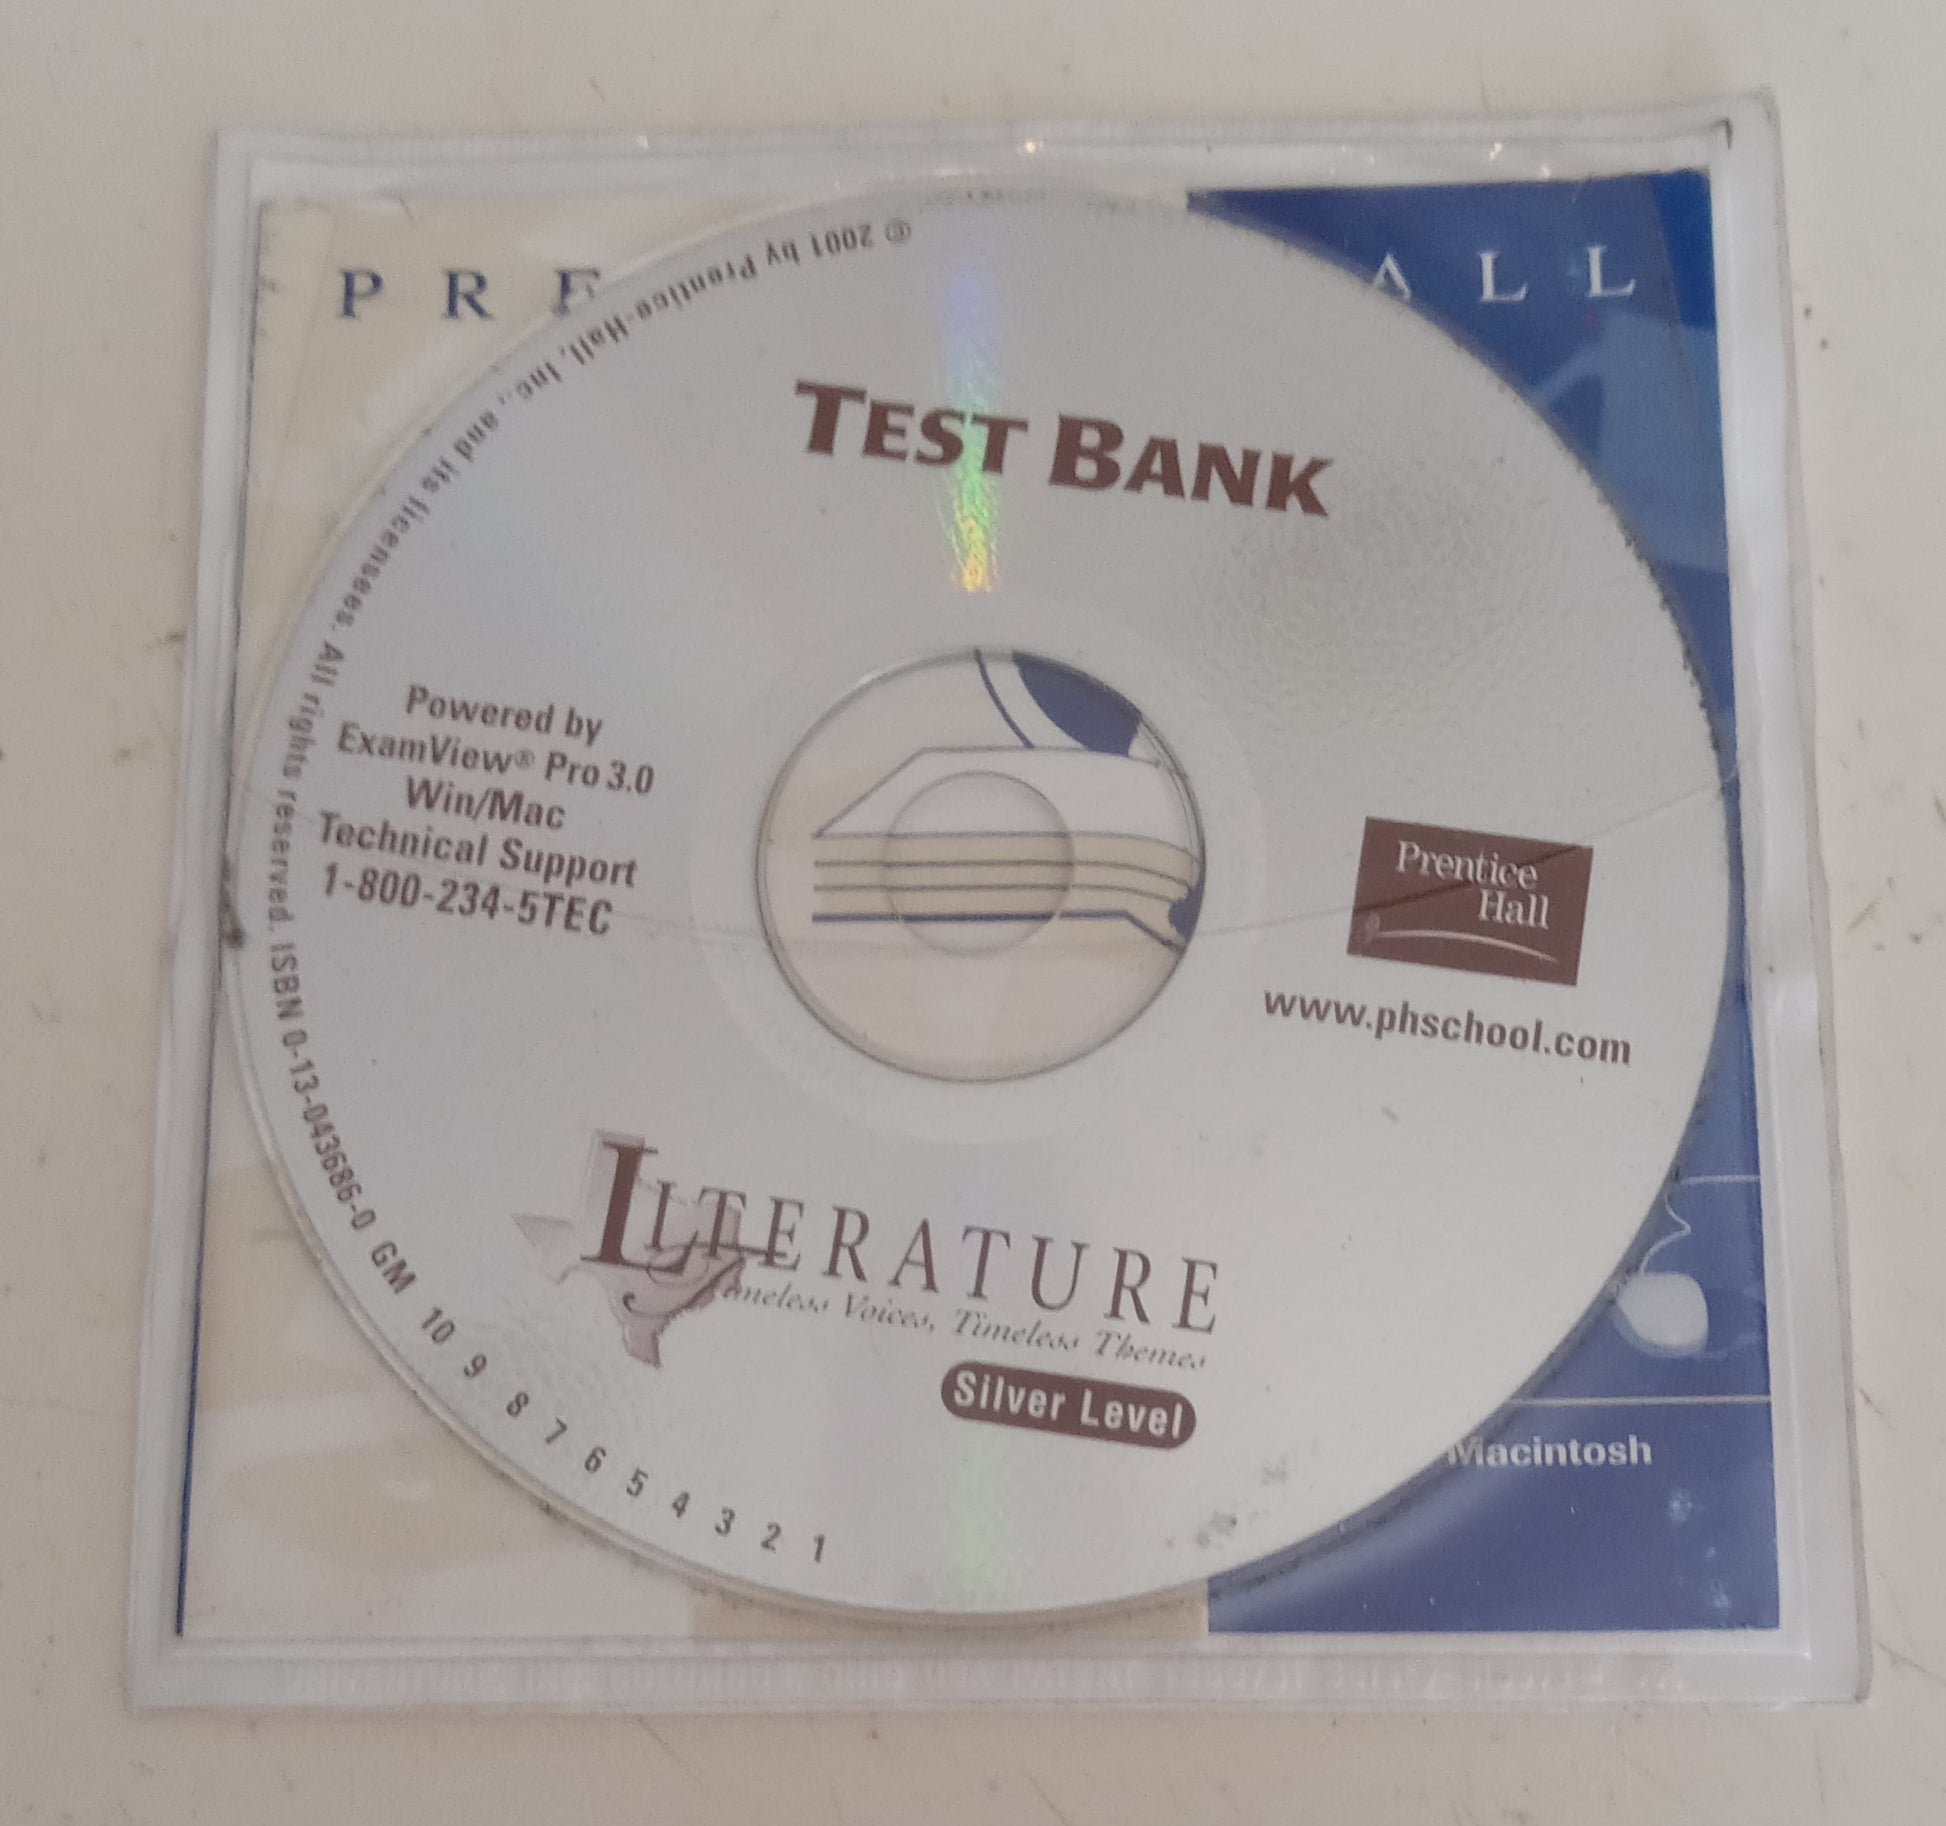 PRE
ALL
TEST BANK
Powered by
ExamView® Pro 3.0
Win/Mac
Technical Support
1-800-234-5TEC
Prentice
Hall
www.phschool.com
LITERATURE
Timeless Voices, Timeless Themes
Silver Level
Macintosh
© 2001 by Prentice-Hall, Inc., and its licensees. All rights reserved. ISBN 0-13-043686-0 GM 10 9 8 7 6 5 4 3 2 1